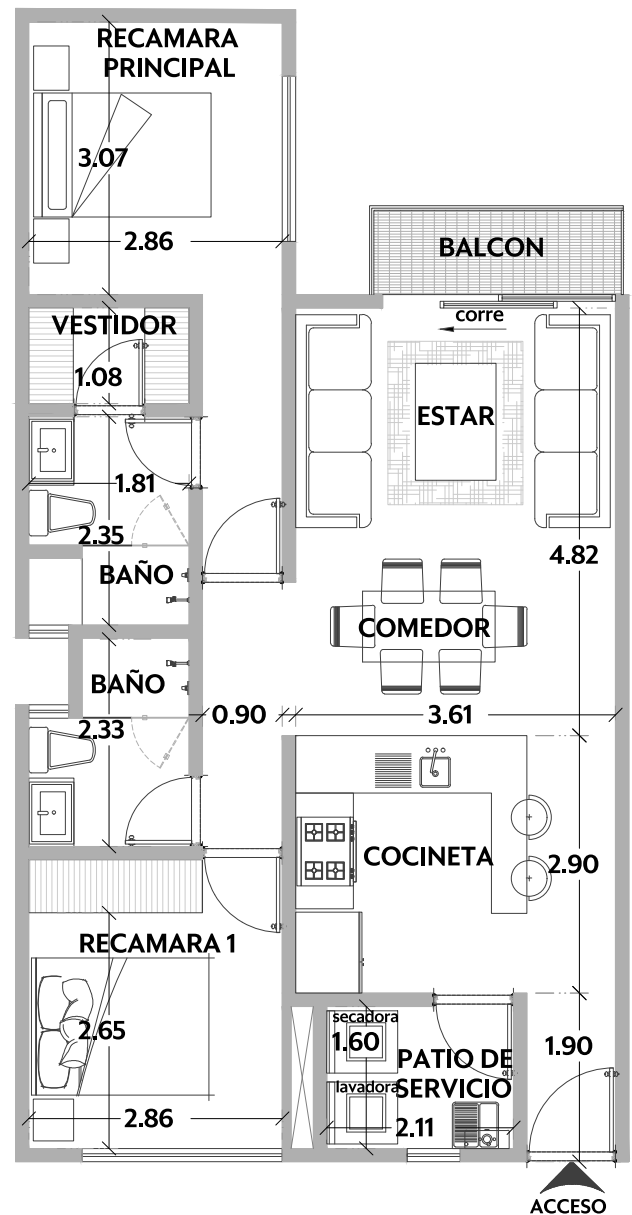 RECAMARA
PRINCIPAL
3.07
2.86
BALCON
VESTIDOR
corre
1.08
ESTAR
1.81
2.35
4.82
BAÑO
COMEDOR
BAÑO
0.90
3.61
2.33
COCINETA
2.90
RECAMARA 1
secadora
2.65
1.60
1.90
PATIO DE
SERVICIO
lavadora
2.86
2.11
ACCESO